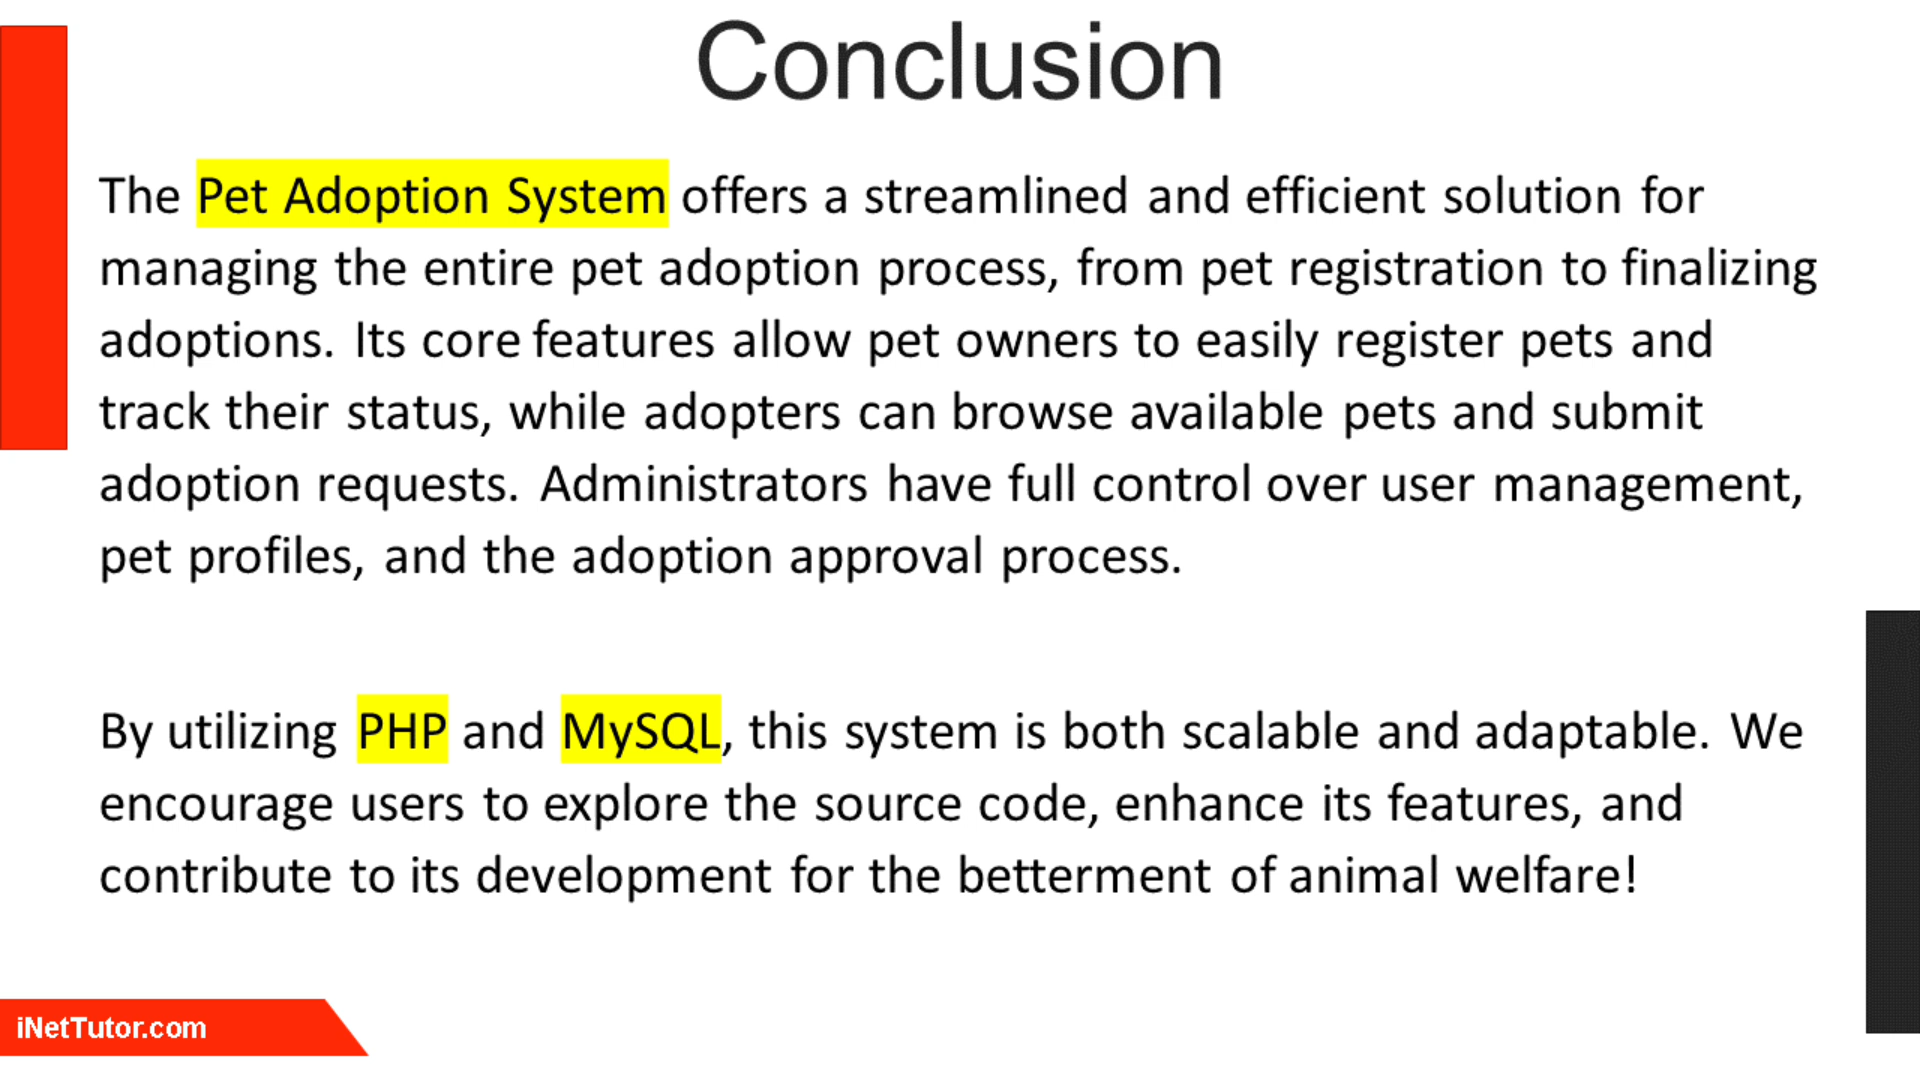 Conclusion
The Pet Adoption System offers a streamlined and efficient solution for
managing the entire pet adoption process, from pet registration to finalizing
adoptions. Its core features allow pet owners to easily register pets and
track their status, while adopters can browse available pets and submit
adoption requests. Administrators have full control over user management,
pet profiles, and the adoption approval process.
By utilizing PHP and MySQL, this system is both scalable and adaptable. We
encourage users to explore the source code, enhance its features, and
contribute to its development for the betterment of animal welfare!
iNetTutor.com